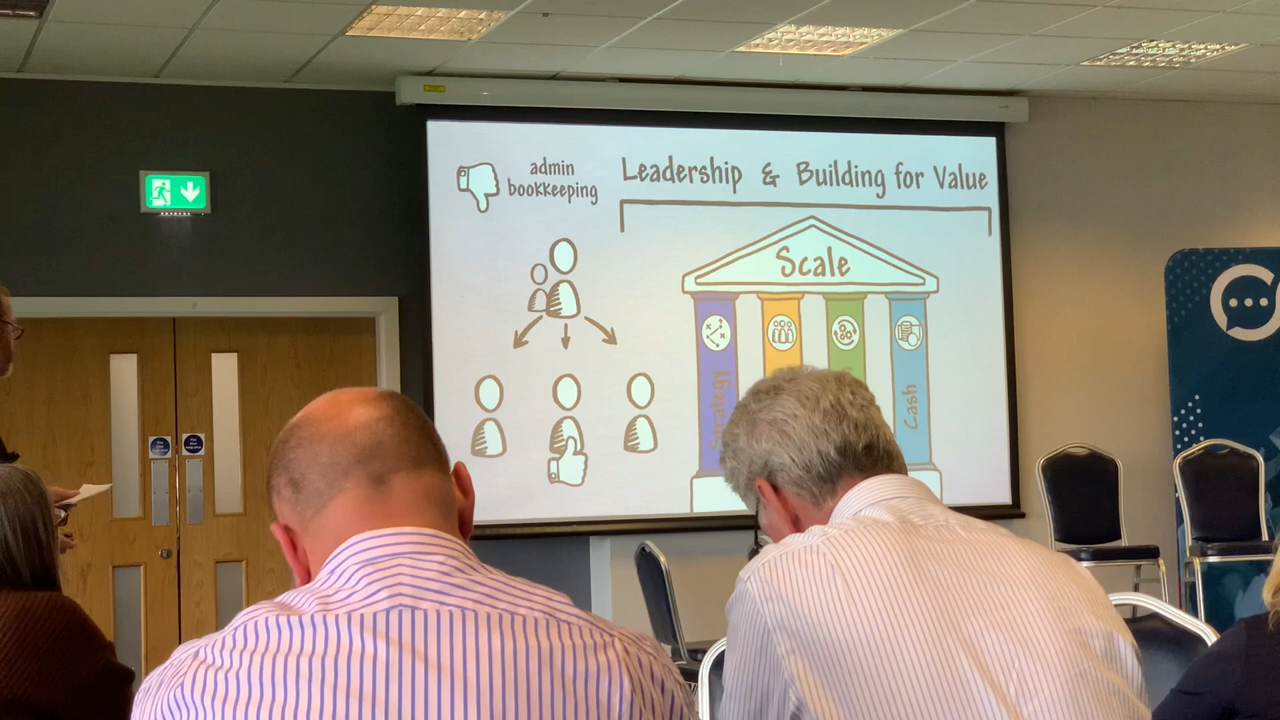 admin
bookkeeping
Leadership & Building for Value
Scale
Strategy
Cash